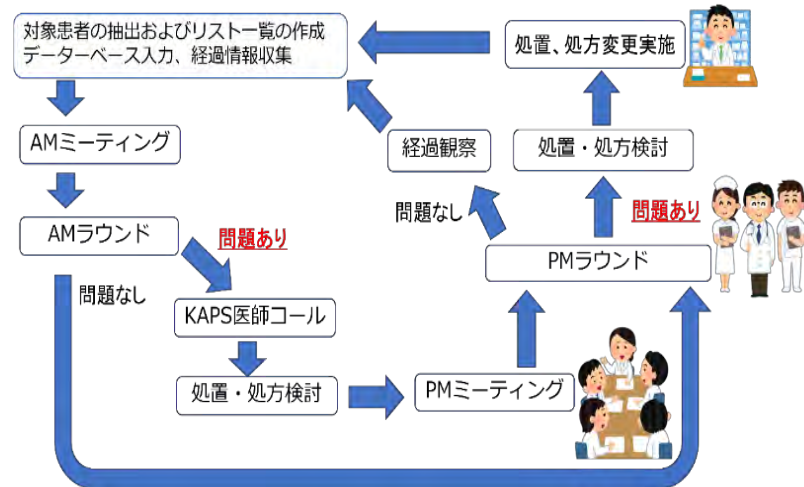 対象患者の抽出およびリスト一覧の作成
データーベース入力、経過情報収集
AMミーティング
AMラウンド
問題あり
問題なし
KAPS医師コール
処置・処方検討
PMミーティング
PMラウンド
問題なし
問題あり
経過観察
処置・処方検討
処置、処方変更実施